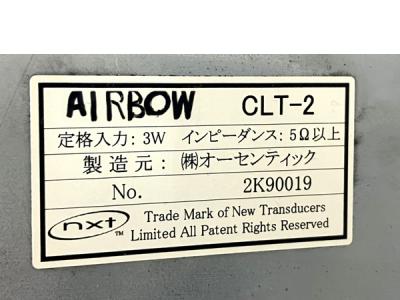 AIRBOW CLT-2
定格入力: 3W インピーダンス: 5Ω以上
製造元: ㈱オーセンティック
No. 2K90019
nxt™ Trade Mark of New Transducers
Limited All Patent Rights Reserved